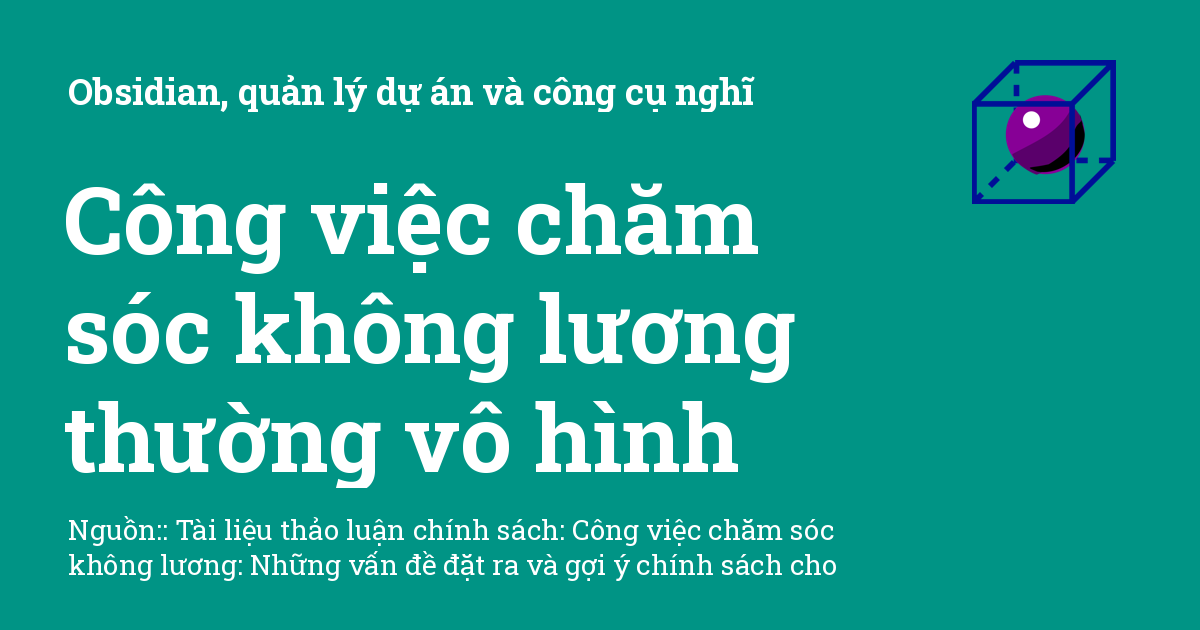 Obsidian, quản lý dự án và công cụ nghĩ
Công việc chăm
sóc không lương
thường vô hình
Nguồn:: Tài liệu thảo luận chính sách: Công việc chăm sóc
không lương: Những vấn đề đặt ra và gợi ý chính sách cho